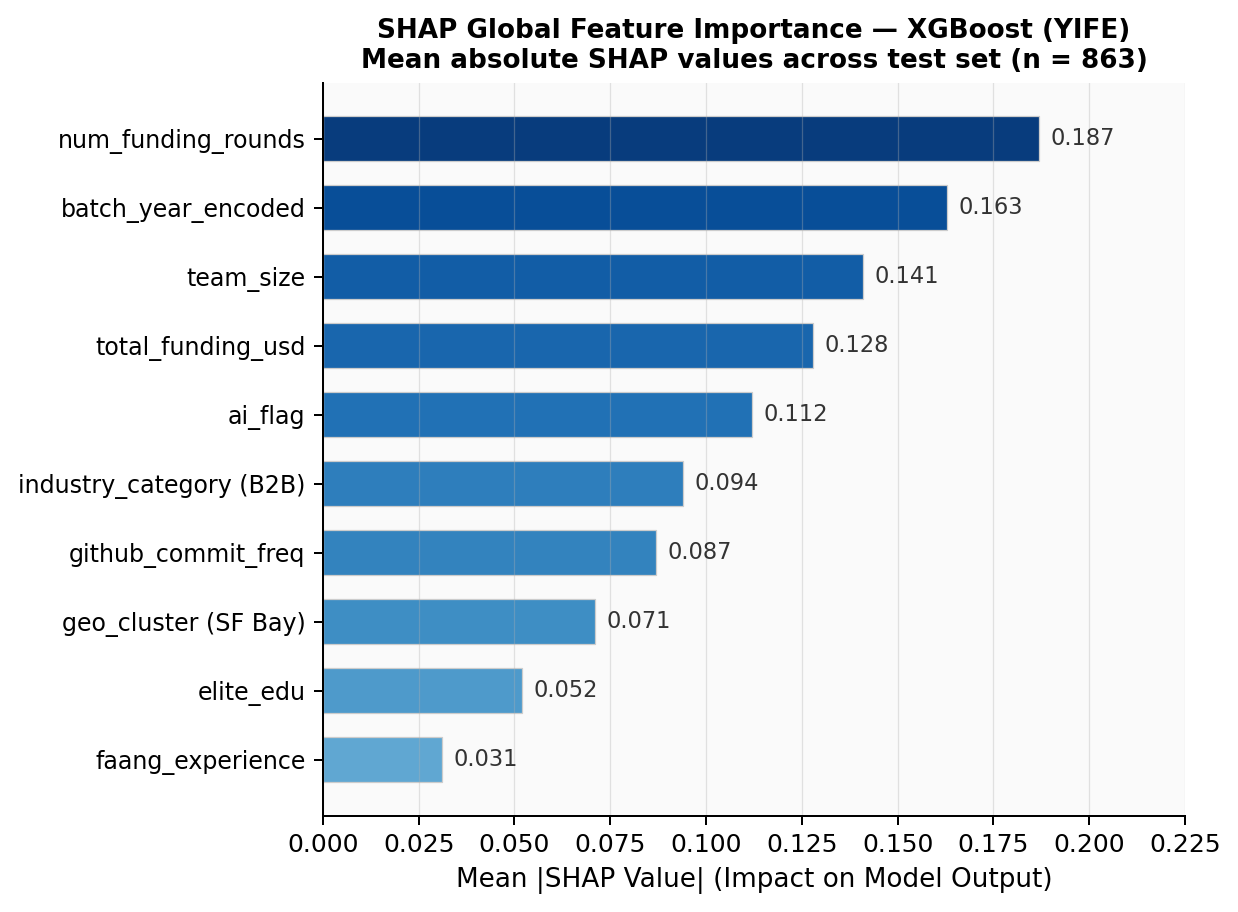 SHAP Global Feature Importance — XGBoost (YIFE)
Mean absolute SHAP values across test set (n = 863)
num_funding_rounds 0.187
batch_year_encoded 0.163
team_size 0.141
total_funding_usd 0.128
ai_flag 0.112
industry_category (B2B) 0.094
github_commit_freq 0.087
geo_cluster (SF Bay) 0.071
elite_edu 0.052
faang_experience 0.031
0.000 0.025 0.050 0.075 0.100 0.125 0.150 0.175 0.200 0.225
Mean |SHAP Value| (Impact on Model Output)